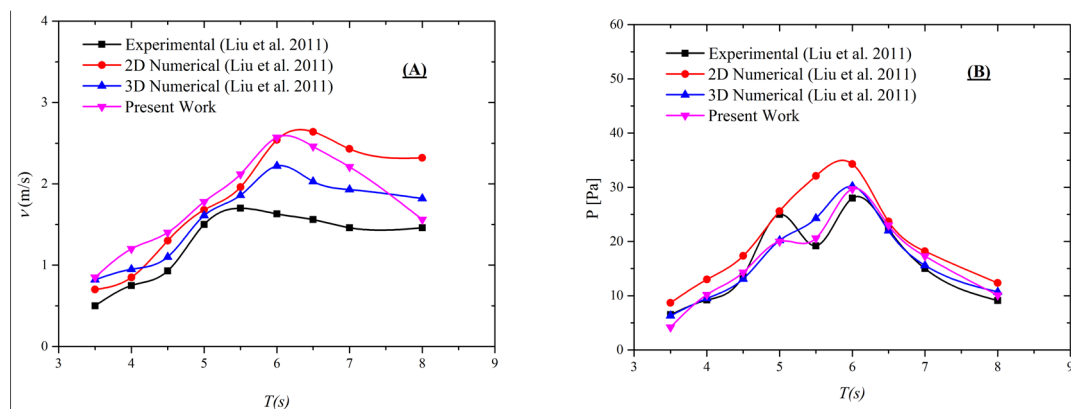 4
3
2
1
0
ν (m/s)
Experimental (Liu et al. 2011)
2D Numerical (Liu et al. 2011)
3D Numerical (Liu et al. 2011)
Present Work
(A)
3 4 5 6 7 8 9
T(s)
60
50
40
30
20
10
0
P [Pa]
Experimental (Liu et al. 2011)
2D Numerical (Liu et al. 2011)
3D Numerical (Liu et al. 2011)
Present Work
(B)
3 4 5 6 7 8 9
T(s)